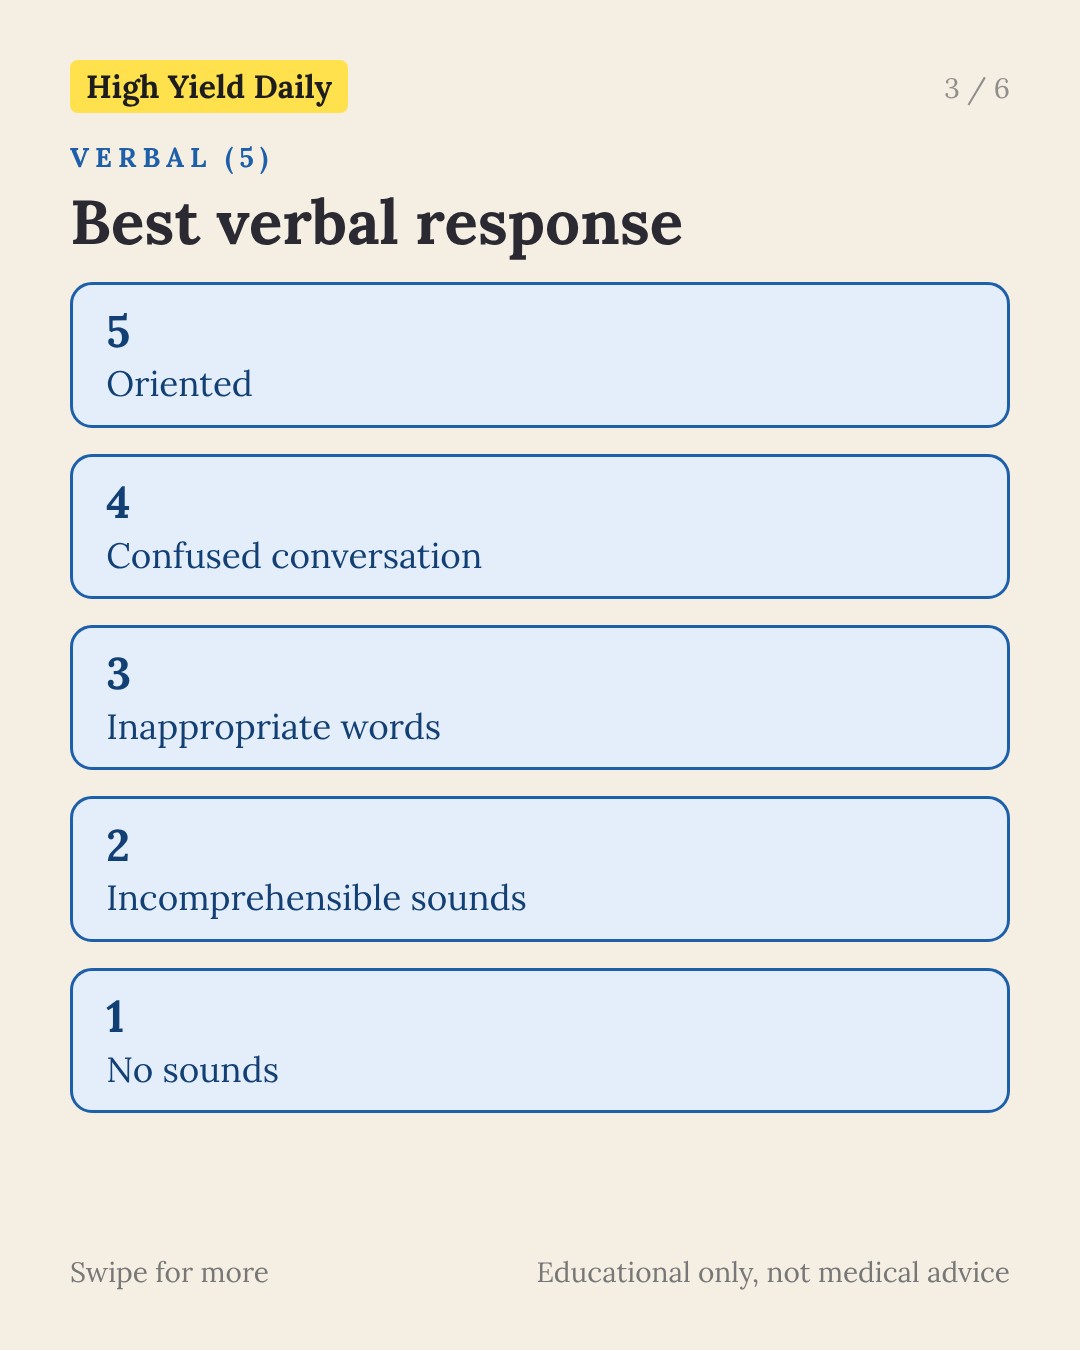 High Yield Daily
3 / 6
VERBAL (5)
Best verbal response
5
Oriented
4
Confused conversation
3
Inappropriate words
2
Incomprehensible sounds
1
No sounds
Swipe for more
Educational only, not medical advice